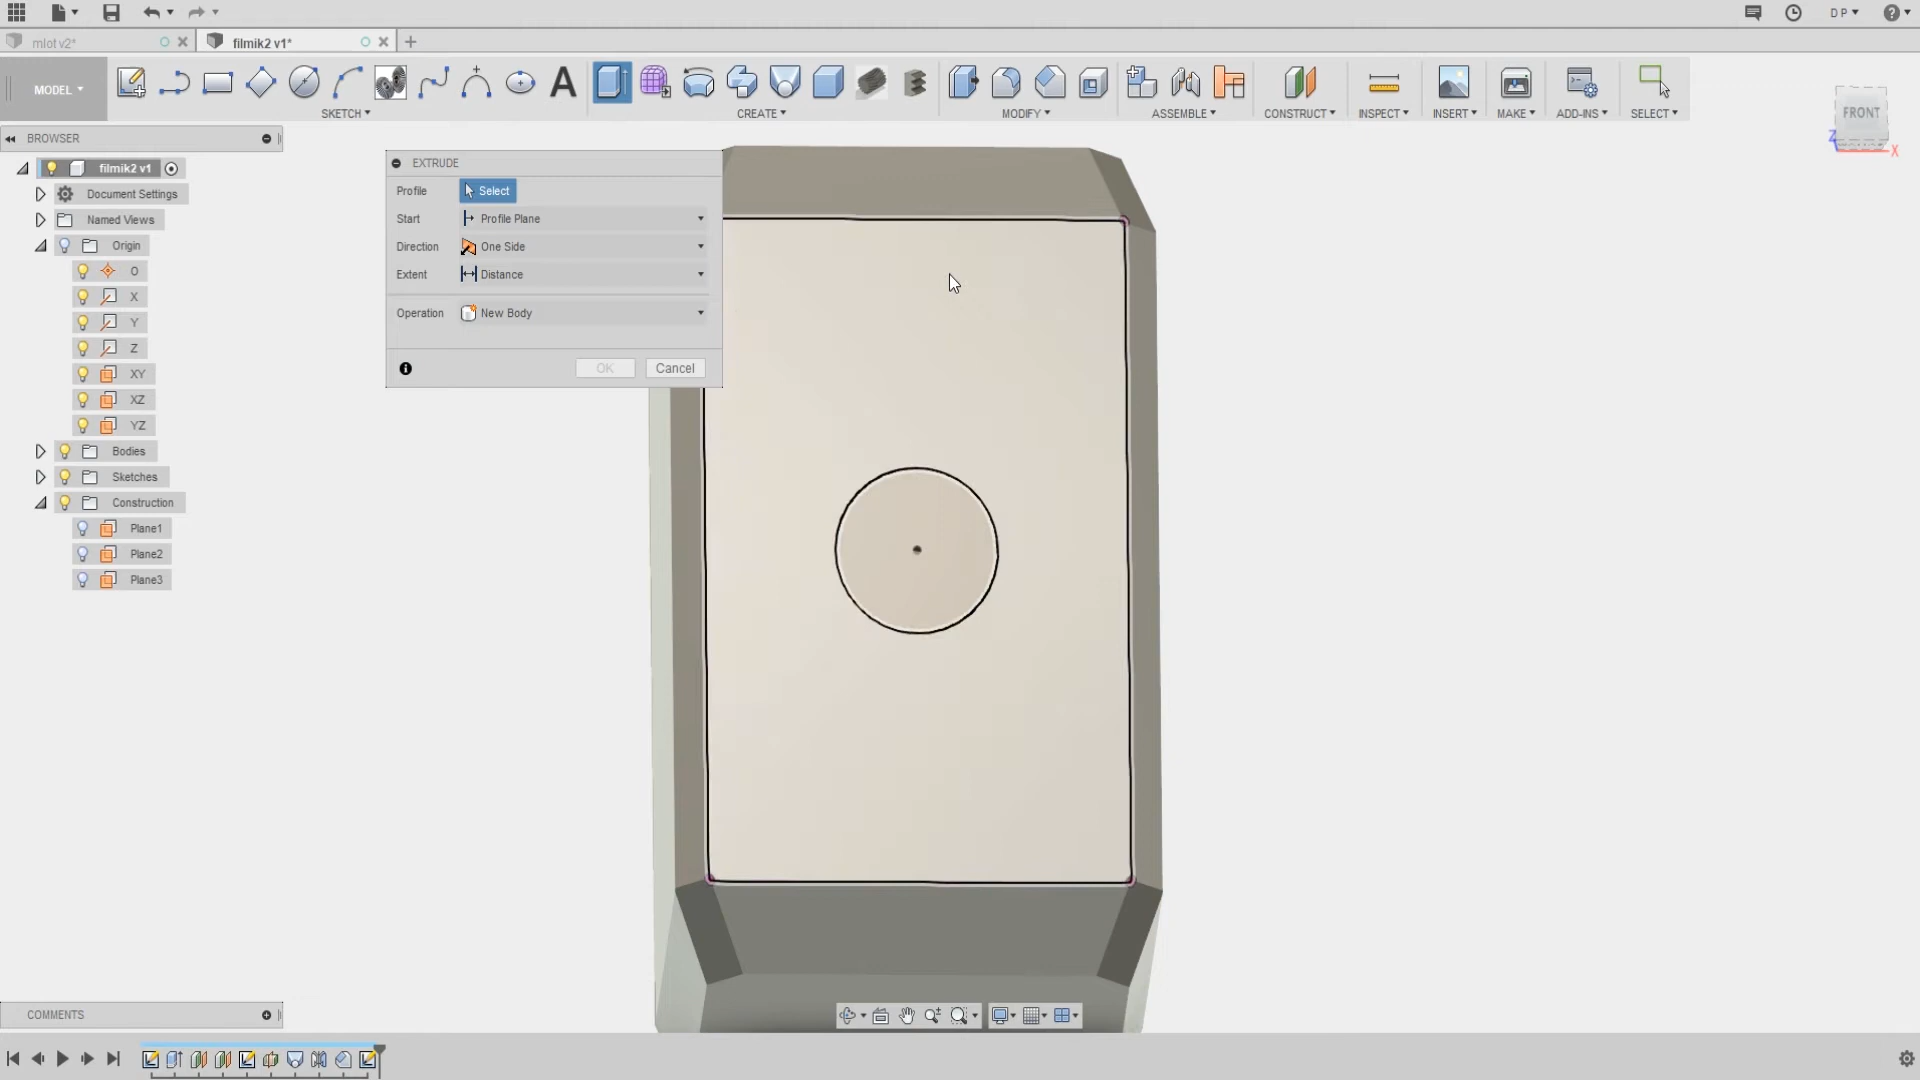 D P
mlot v2*
filmik2 v1*
MODEL
SKETCH
CREATE
MODIFY
ASSEMBLE
CONSTRUCT
INSPECT
INSERT
MAKE
ADD-INS
SELECT
FRONT
Z
X
BROWSER
filmik2 v1
Document Settings
Named Views
Origin
O
X
Y
Z
XY
XZ
YZ
Bodies
Sketches
Construction
Plane1
Plane2
Plane3
EXTRUDE
Profile Select
Start Profile Plane
Direction One Side
Extent Distance
Operation New Body
OK Cancel
COMMENTS